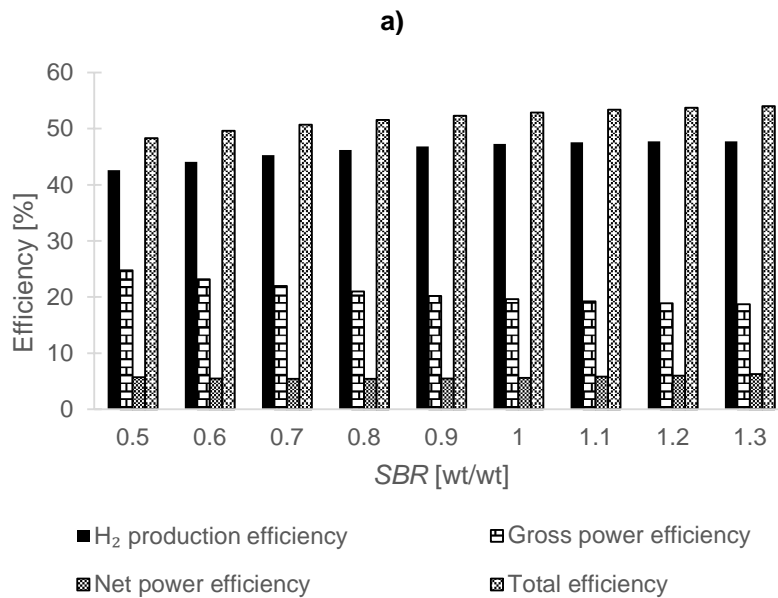 a)
Efficiency [%]
60
50
40
30
20
10
0
0.5 0.6 0.7 0.8 0.9 1 1.1 1.2 1.3
SBR [wt/wt]
H₂ production efficiency Gross power efficiency
Net power efficiency Total efficiency